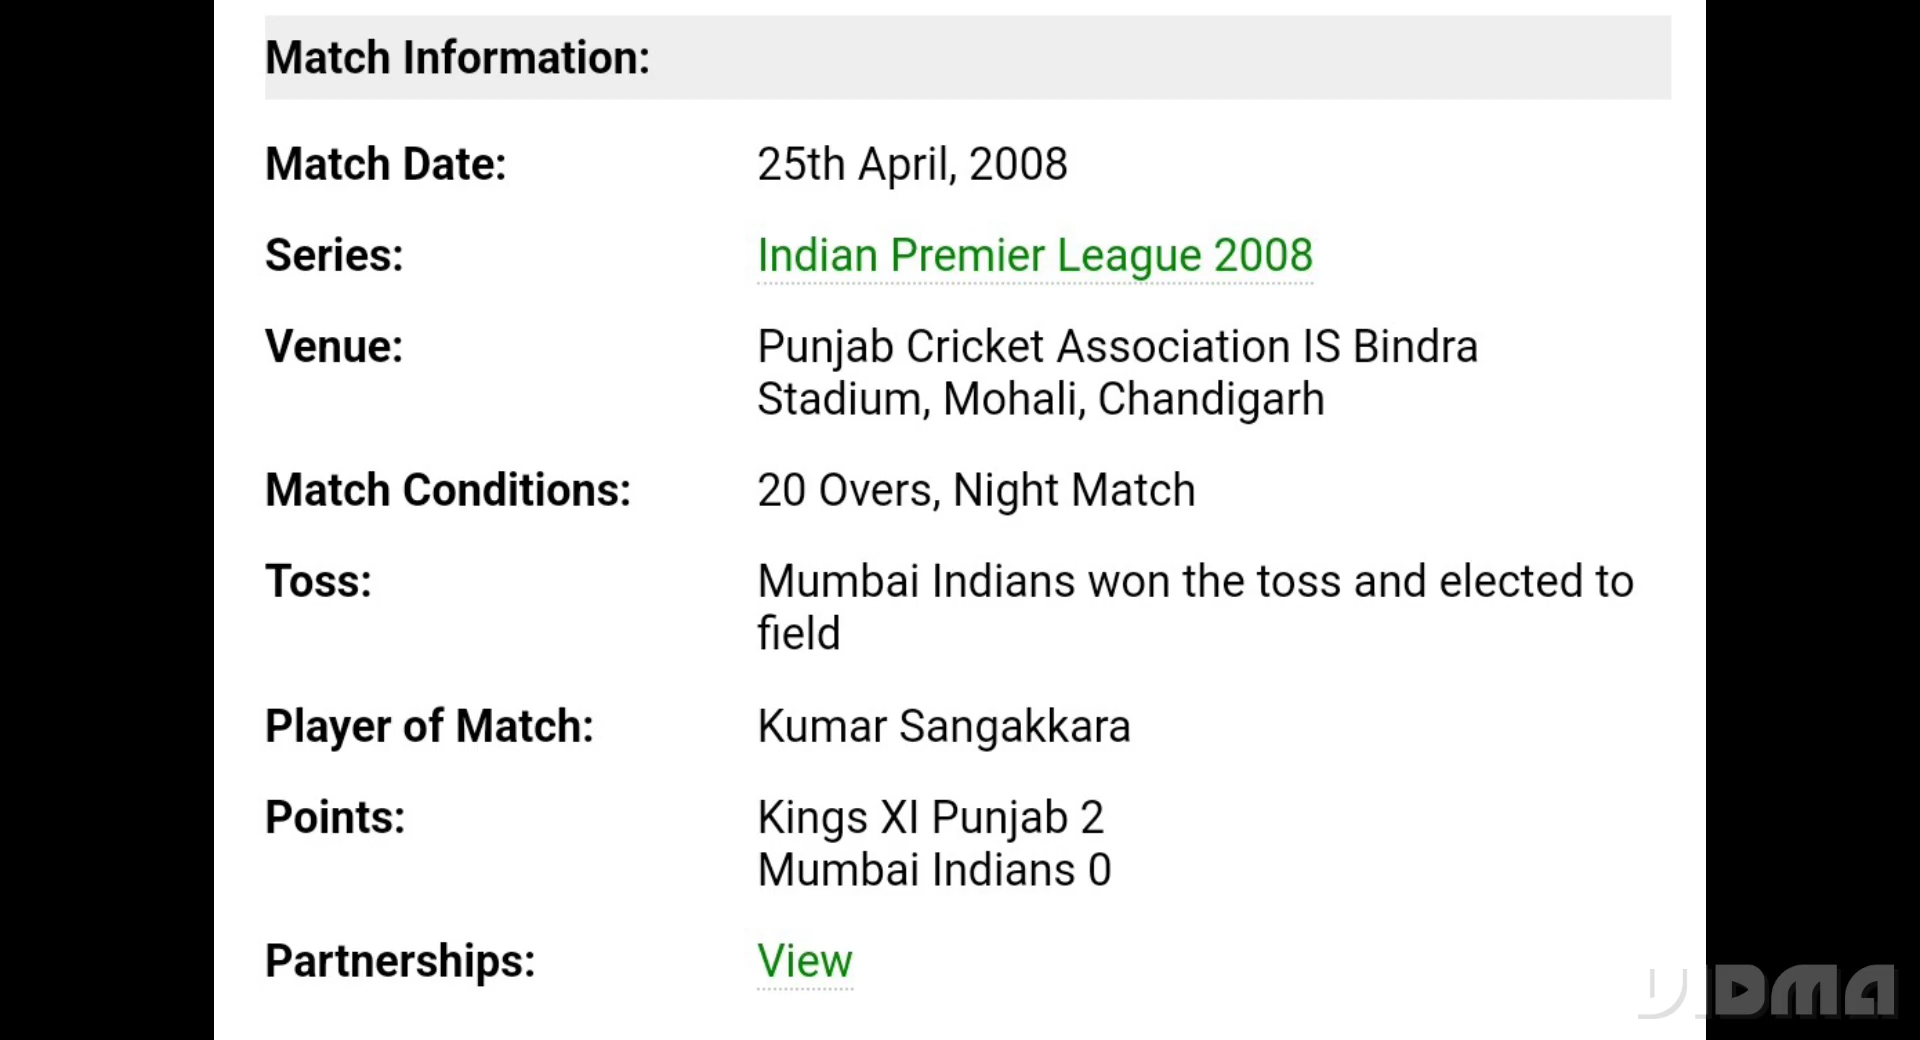 Match Information:
Match Date: 25th April, 2008
Series: Indian Premier League 2008
Venue: Punjab Cricket Association IS Bindra
Stadium, Mohali, Chandigarh
Match Conditions: 20 Overs, Night Match
Toss: Mumbai Indians won the toss and elected to
field
Player of Match: Kumar Sangakkara
Points: Kings XI Punjab 2
Mumbai Indians 0
Partnerships: View
VIDMA